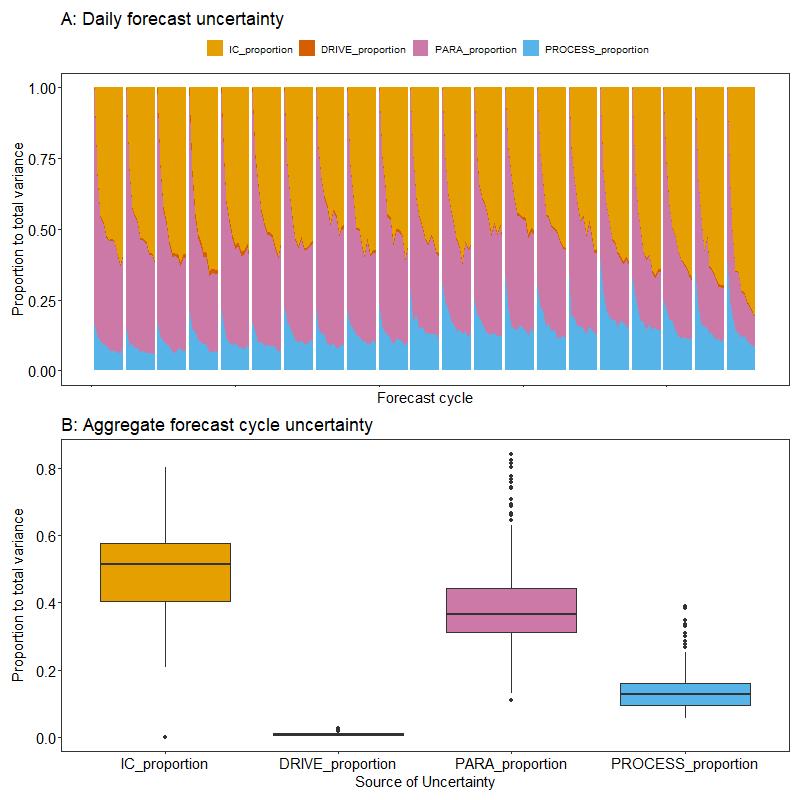 A: Daily forecast uncertainty
IC_proportion DRIVE_proportion PARA_proportion PROCESS_proportion
Proportion to total variance
1.00
0.75
0.50
0.25
0.00
Forecast cycle
B: Aggregate forecast cycle uncertainty
Proportion to total variance
0.8
0.6
0.4
0.2
0.0
IC_proportion DRIVE_proportion PARA_proportion PROCESS_proportion
Source of Uncertainty